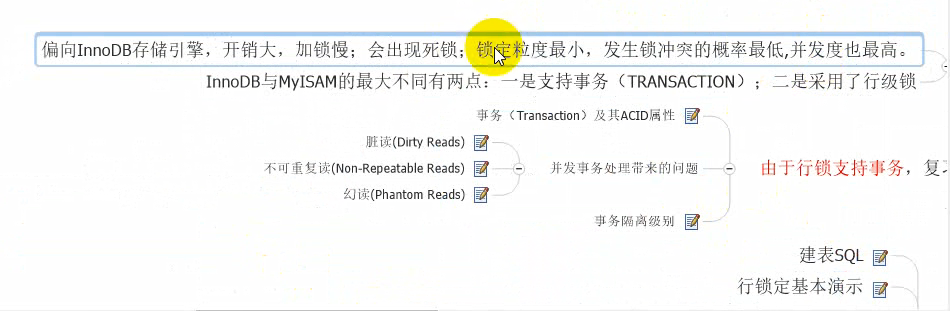 偏向InnoDB存储引擎，开销大，加锁慢；会出现死锁；锁定粒度最小，发生锁冲突的概率最低,并发度也最高。
InnoDB与MyISAM的最大不同有两点：一是支持事务（TRANSACTION）；二是采用了行级锁
事务（Transaction）及其ACID属性
脏读(Dirty Reads)
不可重复读(Non-Repeatable Reads)
幻读(Phantom Reads)
并发事务处理带来的问题
事务隔离级别
由于行锁支持事务，复
建表SQL
行锁定基本演示